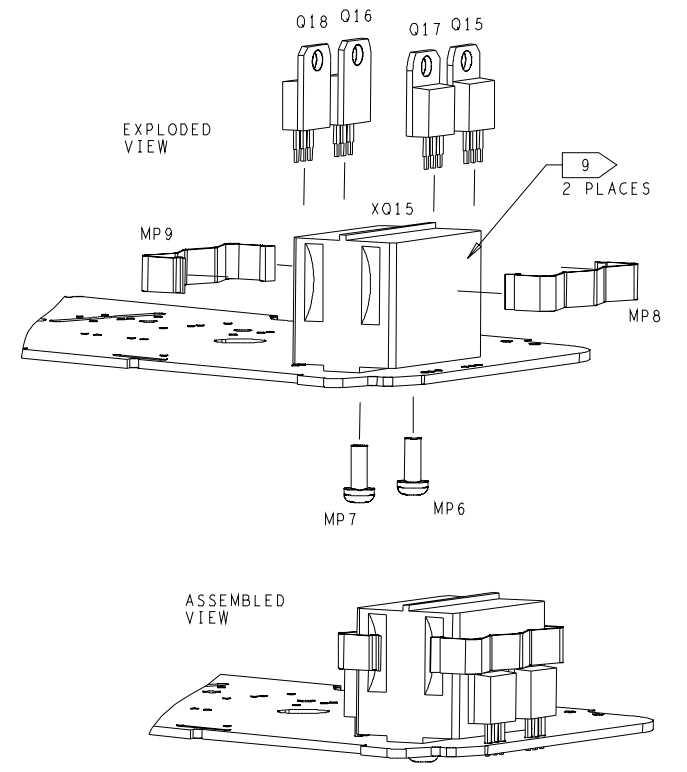 Q18 Q16
Q17 Q15
EXPLODED
VIEW
9
2 PLACES
XQ15
MP9
MP8
MP7
MP6
ASSEMBLED
VIEW